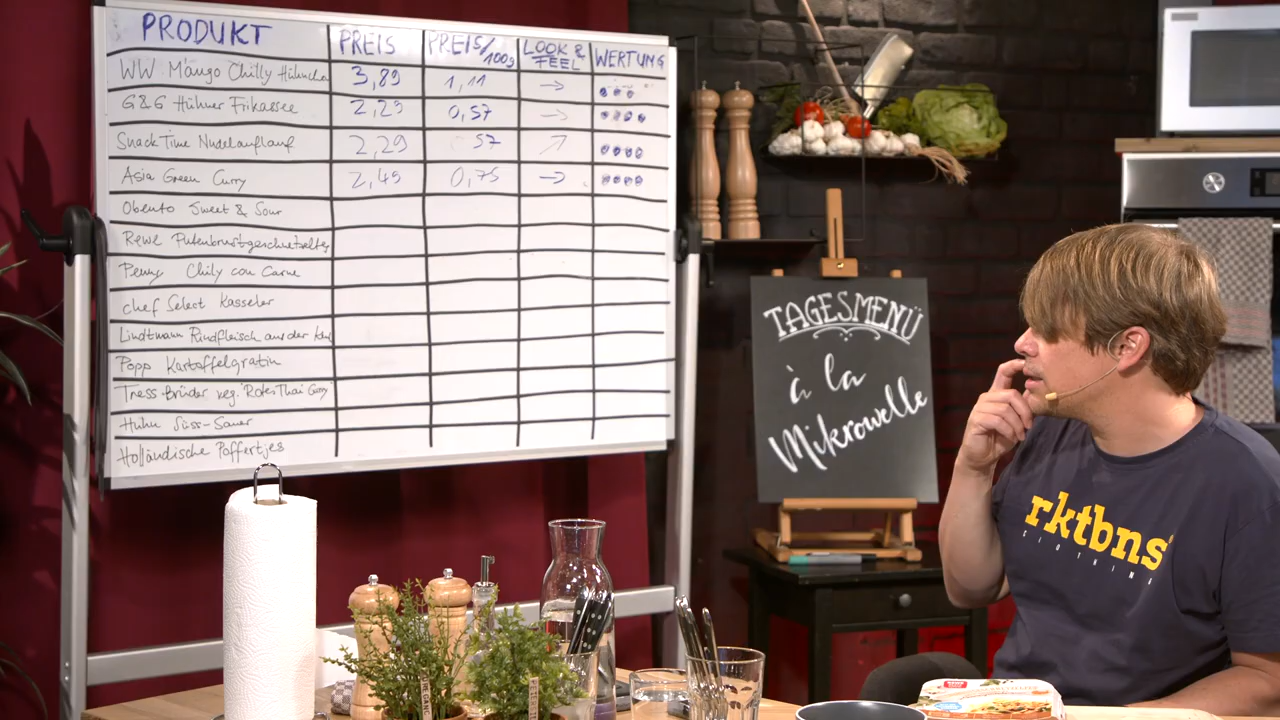 PRODUKT PREIS PREIS/100g LOOK & FEEL WERTUNG
WW Mango Chilly Hühnchen 3,89 1,11 →
G&G Hühner Frikassee 2,29 0,57 →
Snack Time Nudelauflauf 2,29 57 ↗
Asia Green Curry 2,49 0,75 →
Obento Sweet & Sour
Rewe Putenbrustgeschnetzeltes
Penny Chily con Carne
Chef Select Kasseler
Rindfleisch aus der
Popp Kartoffelgratin
Tress Brüder veg. Rotes Thai Curry
Huhn Süss-Sauer
Holländische Poffertjes
TAGESMENÜ
à la
Mikrowelle
rktbns
CLOTHING